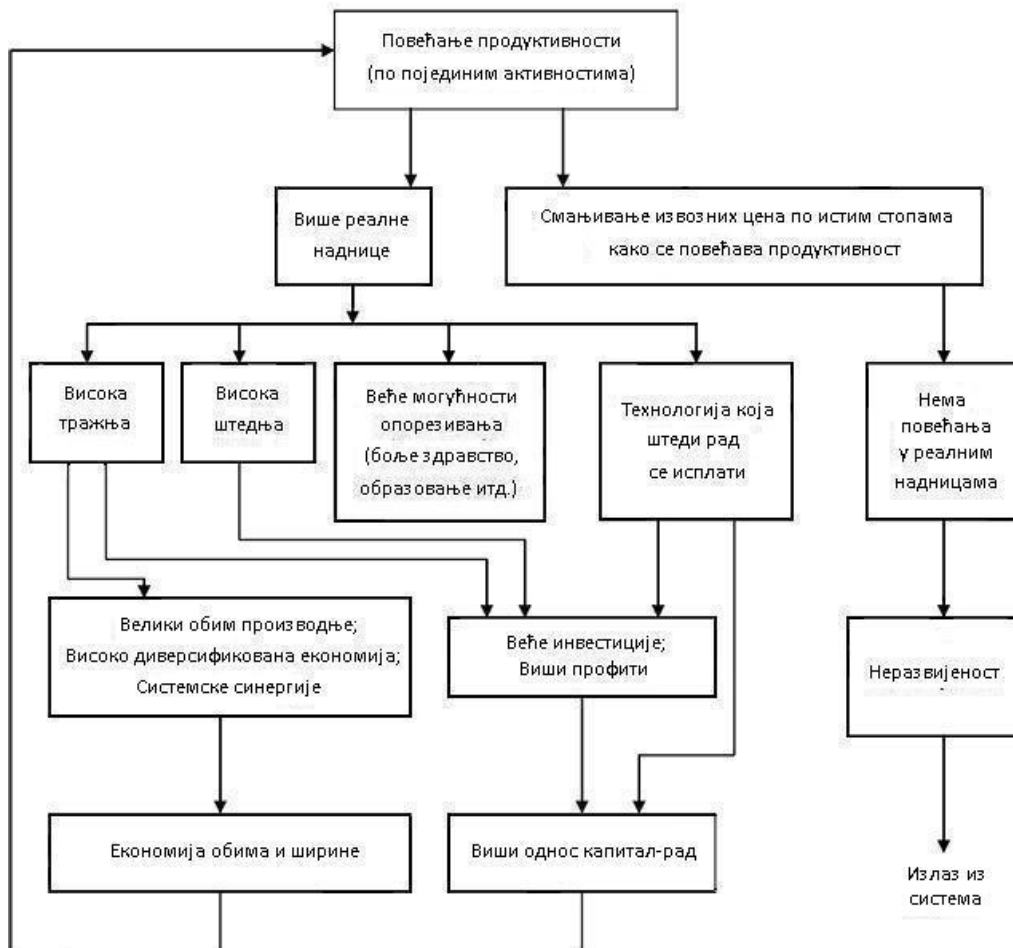 Повећање продуктивности
(по појединим активностима)
Више реалне
наднице
Смањивање извозних цена по истим стопама
како се повећава продуктивност
Висока
тражња
Висока
штедња
Веће могућности
опорезивања
(боље здравство,
образовање итд.)
Технологија која
штеди рад
се исплати
Нема
повећања
у реалним
надницама
Велики обим производње;
Високо диверсификована економија;
Системске синергије
Веће инвестиције;
Виши профити
Неразвијеност
Економија обима и ширине
Виши однос капитал-рад
Излаз из
система